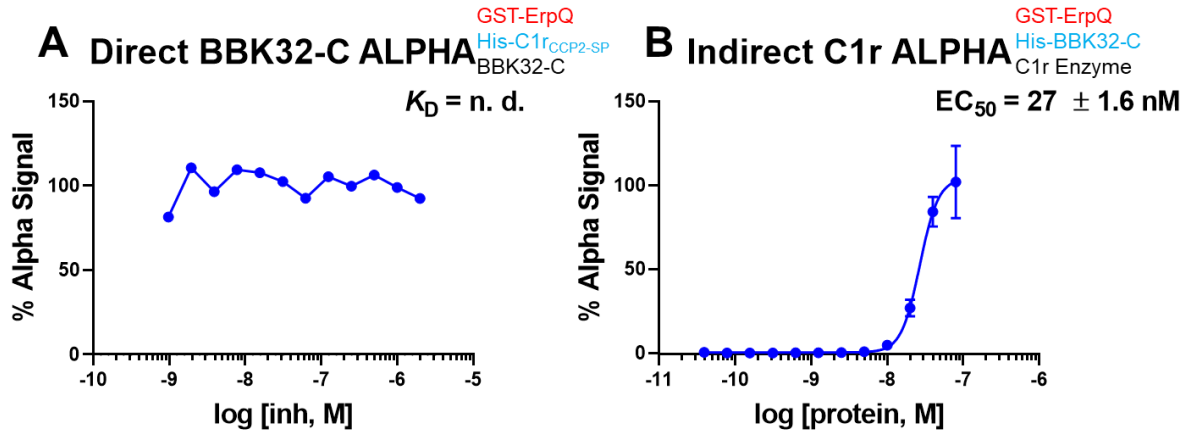 A Direct BBK32-C ALPHA
GST-ErpQ
His-C1rCCP2-SP
BBK32-C
KD = n. d.
% Alpha Signal
150
100
50
0
-10 -9 -8 -7 -6 -5
log [inh, M]
B Indirect C1r ALPHA
GST-ErpQ
His-BBK32-C
C1r Enzyme
EC50 = 27 ± 1.6 nM
% Alpha Signal
150
100
50
0
-11 -10 -9 -8 -7 -6
log [protein, M]